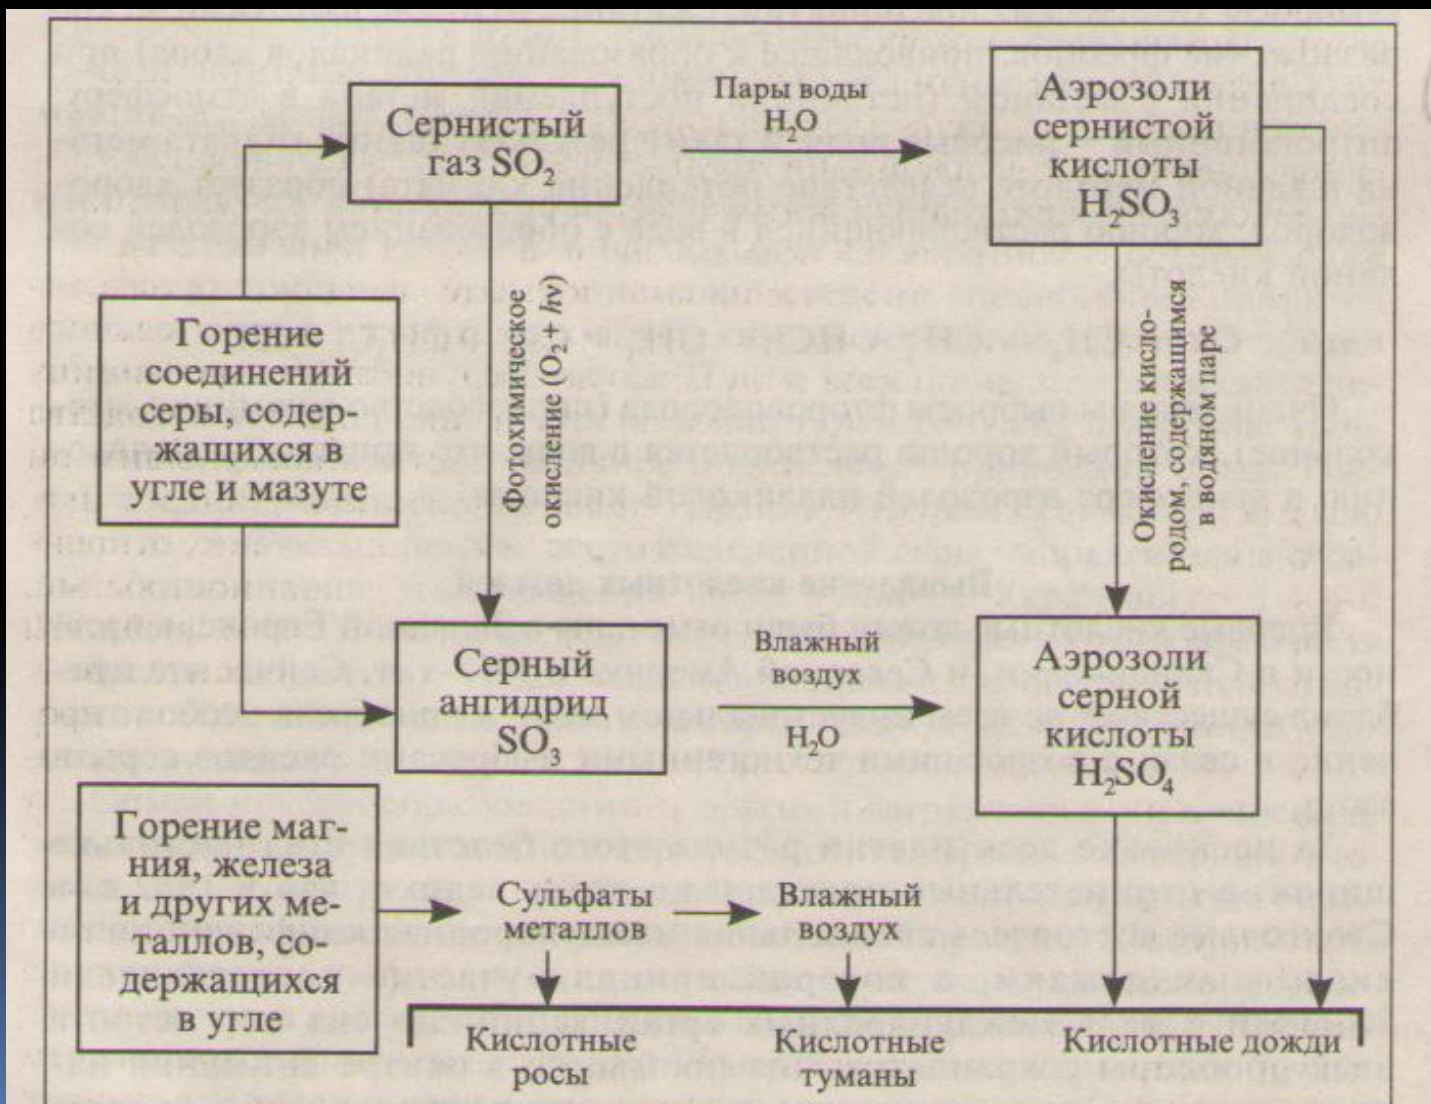 Сернистый
газ SO₂
Пары воды
H₂O
Аэрозоли
сернистой
кислоты
H₂SO₃
Горение
соединений
серы, содер-
жащихся в
угле и мазуте
Фотохимическое
окисление (O₂ + hν)
Окисление кисло-
родом, содержащимся
в водяном паре
Серный
ангидрид
SO₃
Влажный
воздух
H₂O
Аэрозоли
серной
кислоты
H₂SO₄
Горение маг-
ния, железа
и других ме-
таллов, со-
держащихся
в угле
Сульфаты
металлов
Влажный
воздух
Кислотные
росы
Кислотные
туманы
Кислотные дожди